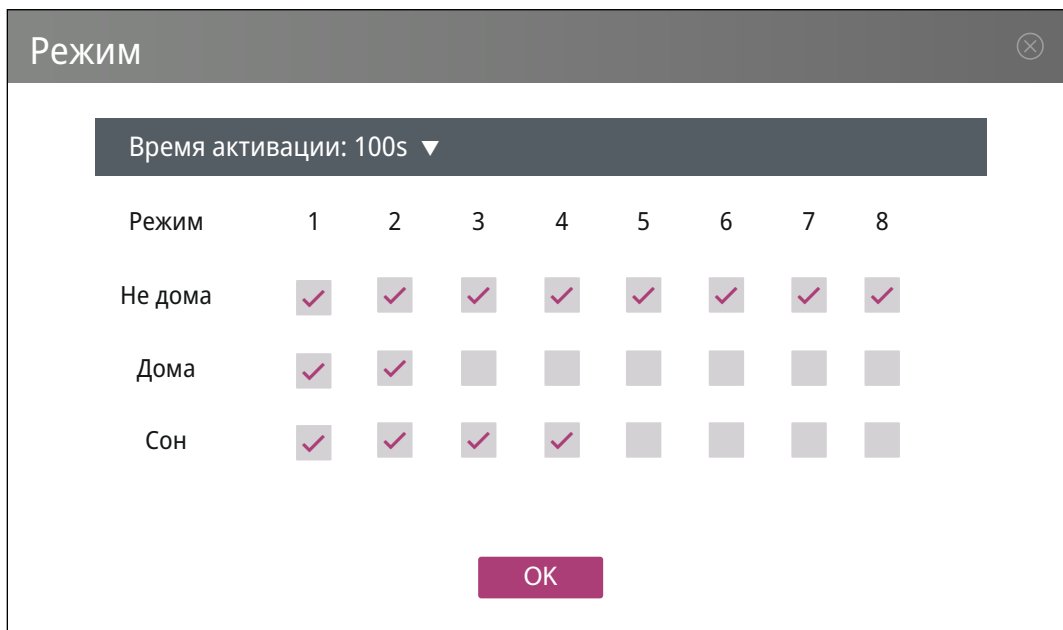 Режим
Время активации: 100s
Режим 1 2 3 4 5 6 7 8
Не дома
Дома
Сон
OK